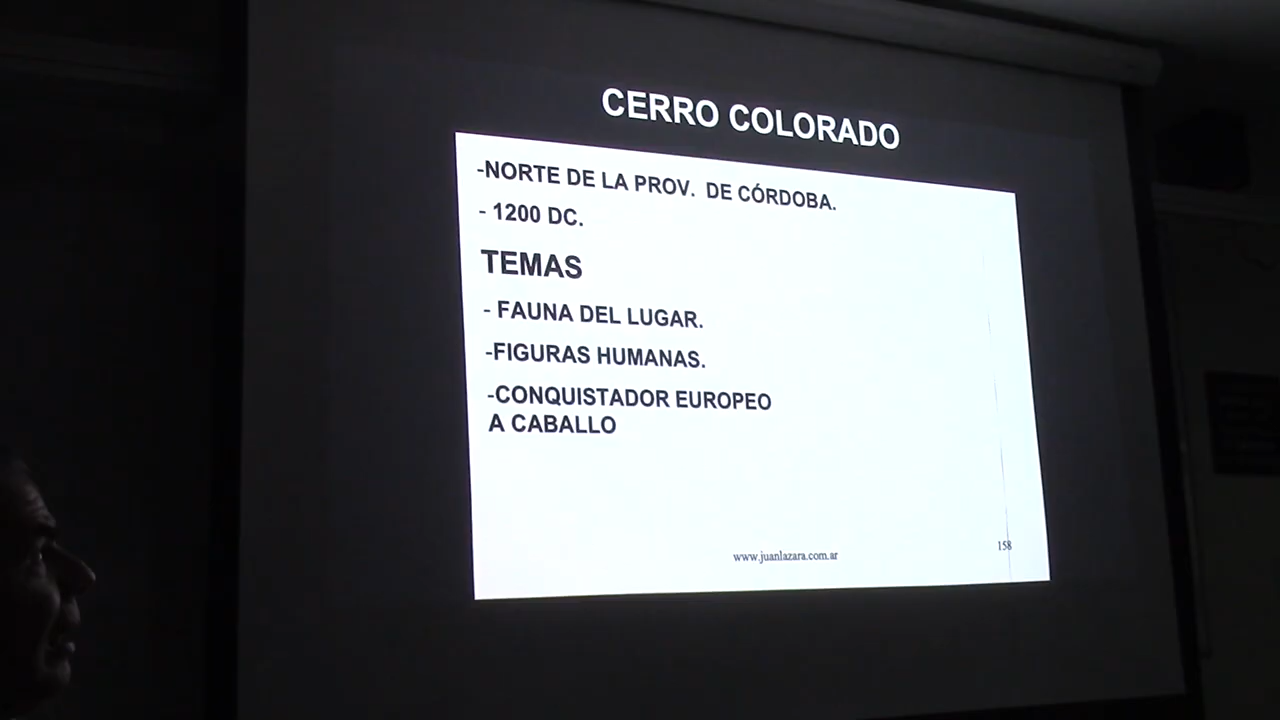 CERRO COLORADO
-NORTE DE LA PROV. DE CÓRDOBA.
- 1200 DC.
TEMAS
- FAUNA DEL LUGAR.
-FIGURAS HUMANAS.
-CONQUISTADOR EUROPEO
A CABALLO
www.juanlazara.com.ar
158